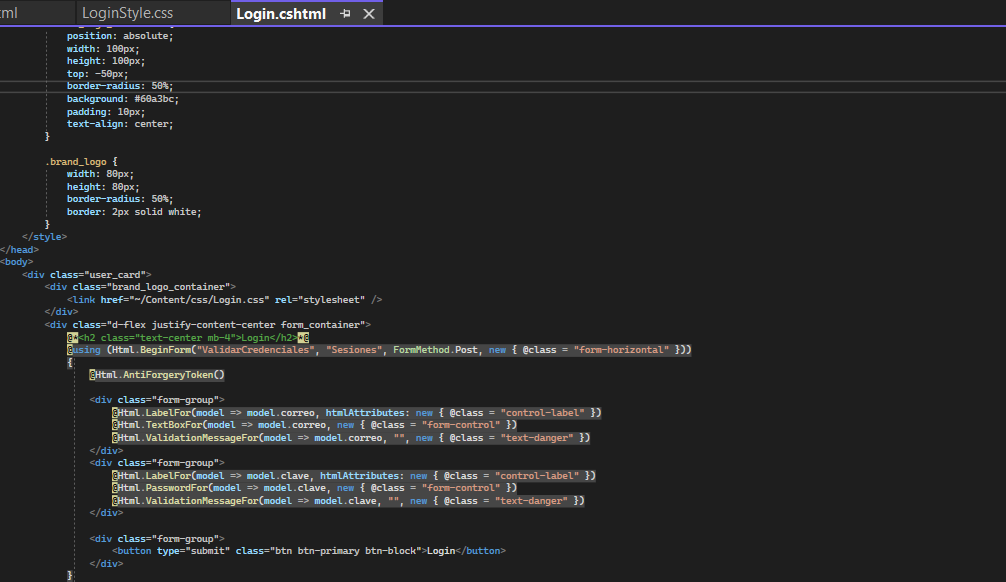 ml
LoginStyle.css
Login.cshtml
position: absolute;
width: 100px;
height: 100px;
top: -50px;
border-radius: 50%;
background: #60a3bc;
padding: 10px;
text-align: center;
}
.brand_logo {
width: 80px;
height: 80px;
border-radius: 50%;
border: 2px solid white;
}
</style>
</head>
<body>
<div class="user_card">
<div class="brand_logo_container">
<link href="~/Content/css/Login.css" rel="stylesheet" />
</div>
<div class="d-flex justify-content-center form_container">
@*<h2 class="text-center mb-4">Login</h2>*@
@using (Html.BeginForm("ValidarCredenciales", "Sesiones", FormMethod.Post, new { @class = "form-horizontal" }))
{
@Html.AntiForgeryToken()
<div class="form-group">
@Html.LabelFor(model => model.correo, htmlAttributes: new { @class = "control-label" })
@Html.TextBoxFor(model => model.correo, new { @class = "form-control" })
@Html.ValidationMessageFor(model => model.correo, "", new { @class = "text-danger" })
</div>
<div class="form-group">
@Html.LabelFor(model => model.clave, htmlAttributes: new { @class = "control-label" })
@Html.PasswordFor(model => model.clave, new { @class = "form-control" })
@Html.ValidationMessageFor(model => model.clave, "", new { @class = "text-danger" })
</div>
<div class="form-group">
<button type="submit" class="btn btn-primary btn-block">Login</button>
</div>
}